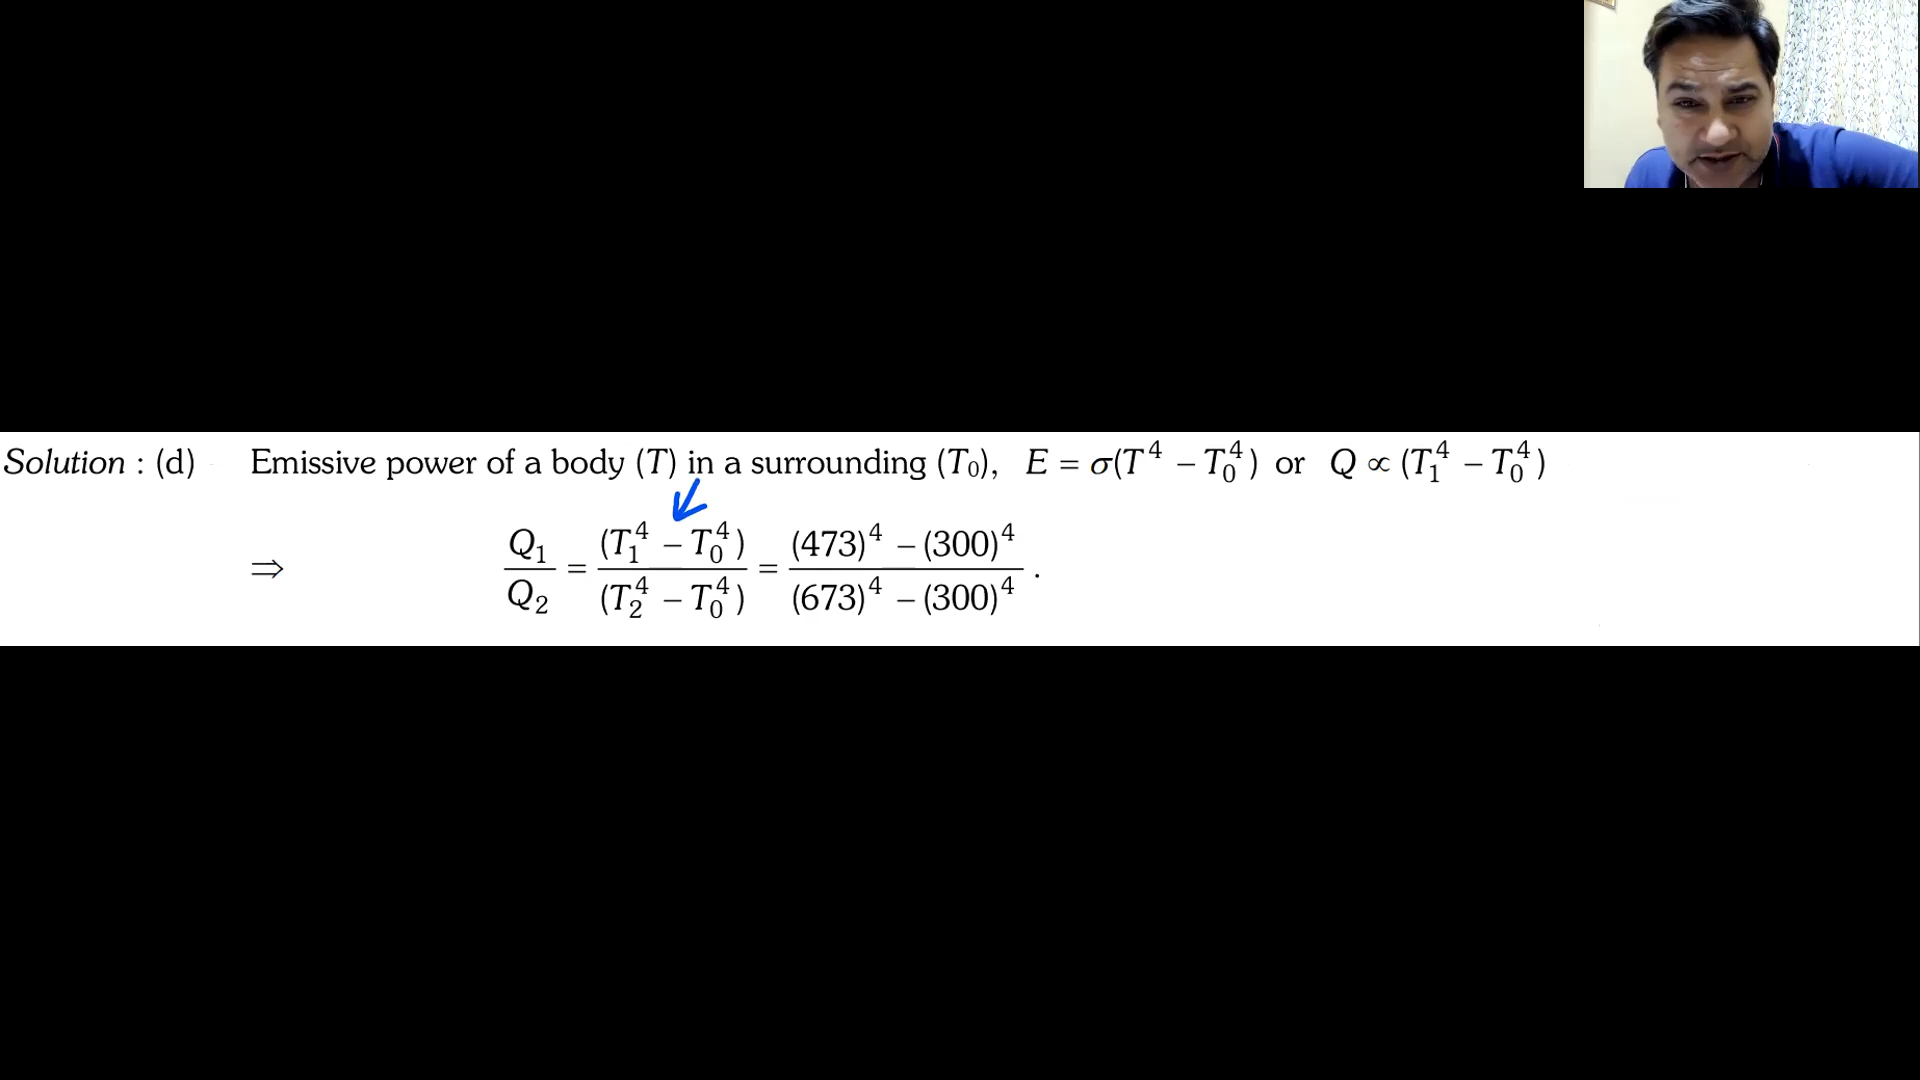 Solution : (d) Emissive power of a body (T) in a surrounding (T₀), E = σ(T⁴ − T₀⁴) or Q ∝ (T₁⁴ − T₀⁴)
⇒ Q₁/Q₂ = (T₁⁴ − T₀⁴)/(T₂⁴ − T₀⁴) = (473)⁴ − (300)⁴/(673)⁴ − (300)⁴ .